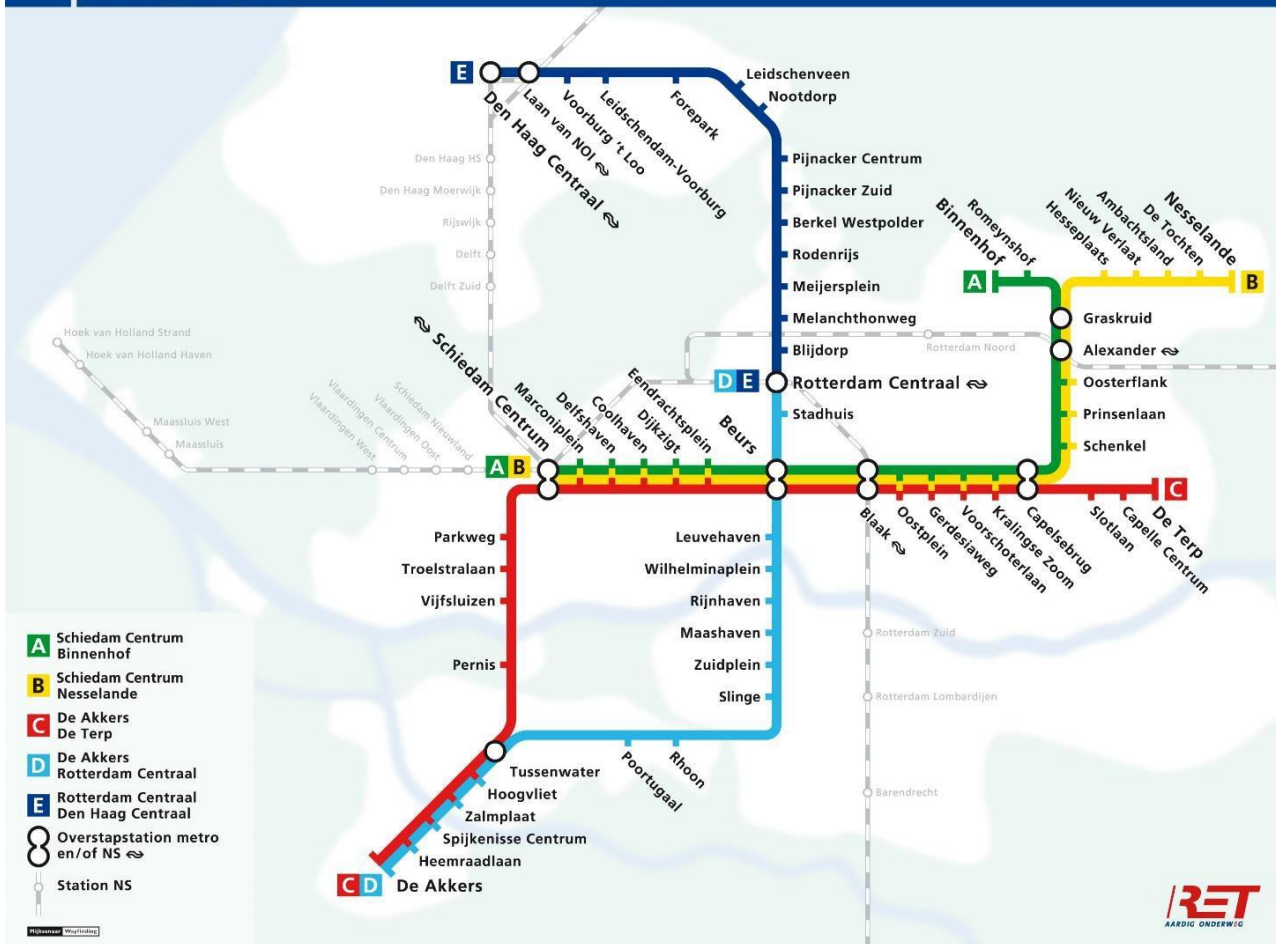 E
Den Haag Centraal
Laan van NOI
Voorburg 't Loo
Leidschendam-Voorburg
Forepark
Leidschenveen
Nootdorp
Pijnacker Centrum
Pijnacker Zuid
Berkel Westpolder
Rodenrijs
Meijersplein
Melanchthonweg
Blijdorp
D E
Rotterdam Centraal
Stadhuis
Den Haag HS
Den Haag Moerwijk
Rijswijk
Delft
Delft Zuid
Hoek van Holland Strand
Hoek van Holland Haven
Maassluis West
Maassluis
Vlaardingen West
Vlaardingen Centrum
Vlaardingen Oost
Schiedam Nieuwland
Schiedam Centrum
A B
Marconiplein
Delfshaven
Coolhaven
Dijkzigt
Eendrachtsplein
Beurs
Rotterdam Noord
A
Binnenhof
Romeynshof
Hesseplaats
Nieuw Verlaat
Ambachtsland
De Tochten
Nesselande
B
Graskruid
Alexander
Oosterflank
Prinsenlaan
Schenkel
C
Blaak
Oostplein
Gerdesiaweg
Voorschoterlaan
Kralingse Zoom
Capelsebrug
Slotlaan
Capelle Centrum
De Terp
Parkweg
Troelstralaan
Vijfsluizen
Pernis
Leuvehaven
Wilhelminaplein
Rijnhaven
Maashaven
Zuidplein
Slinge
Rotterdam Zuid
Rotterdam Lombardijen
Barendrecht
Poortugaal
Rhoon
Tussenwater
Hoogvliet
Zalmplaat
Spijkenisse Centrum
Heemraadlaan
C D De Akkers
A Schiedam Centrum
Binnenhof
B Schiedam Centrum
Nesselande
C De Akkers
De Terp
D De Akkers
Rotterdam Centraal
E Rotterdam Centraal
Den Haag Centraal
Overstapstation metro
en/of NS
Station NS
Mijksenaar Wayfinding
RET
AARDIG ONDERWEG